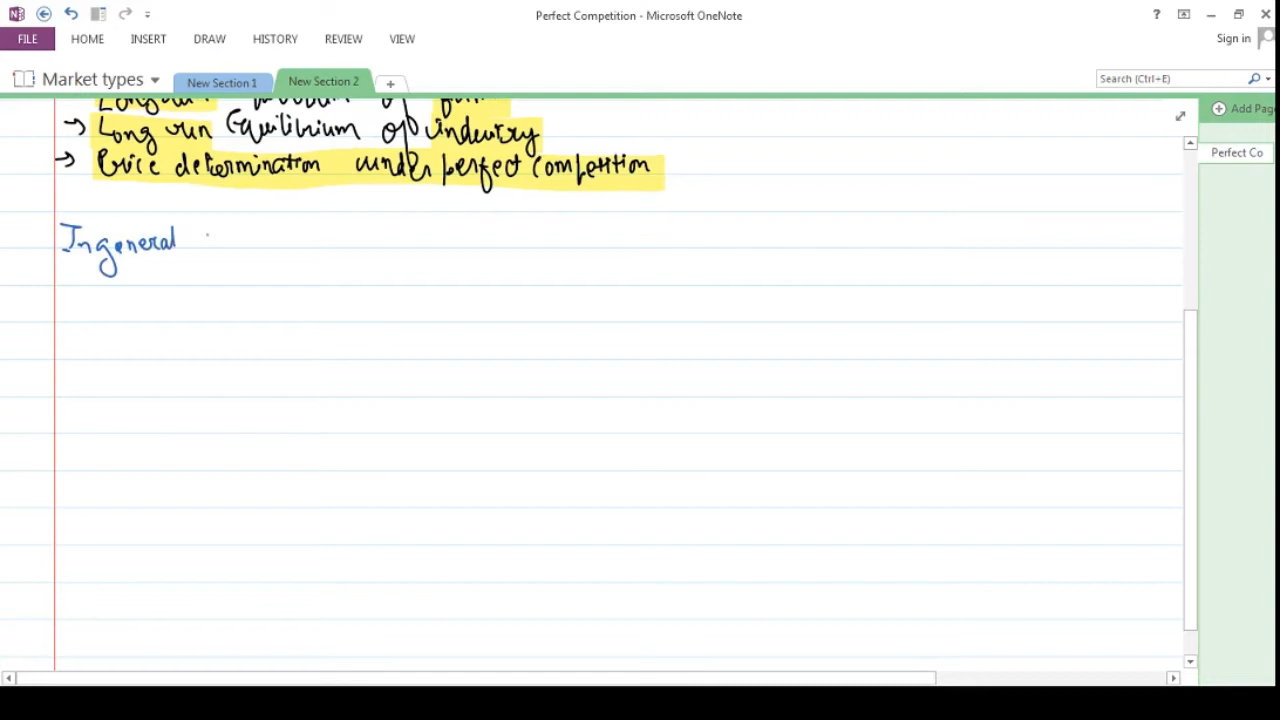 Perfect Competition - Microsoft OneNote
?
Sign in
FILE HOME INSERT DRAW HISTORY REVIEW VIEW
Market types New Section 1 New Section 2 +
Search (Ctrl+E)
Add Pag
Perfect Co
of
→ Long run Equilibrium of industry
→ Price determination under perfect competition
In general